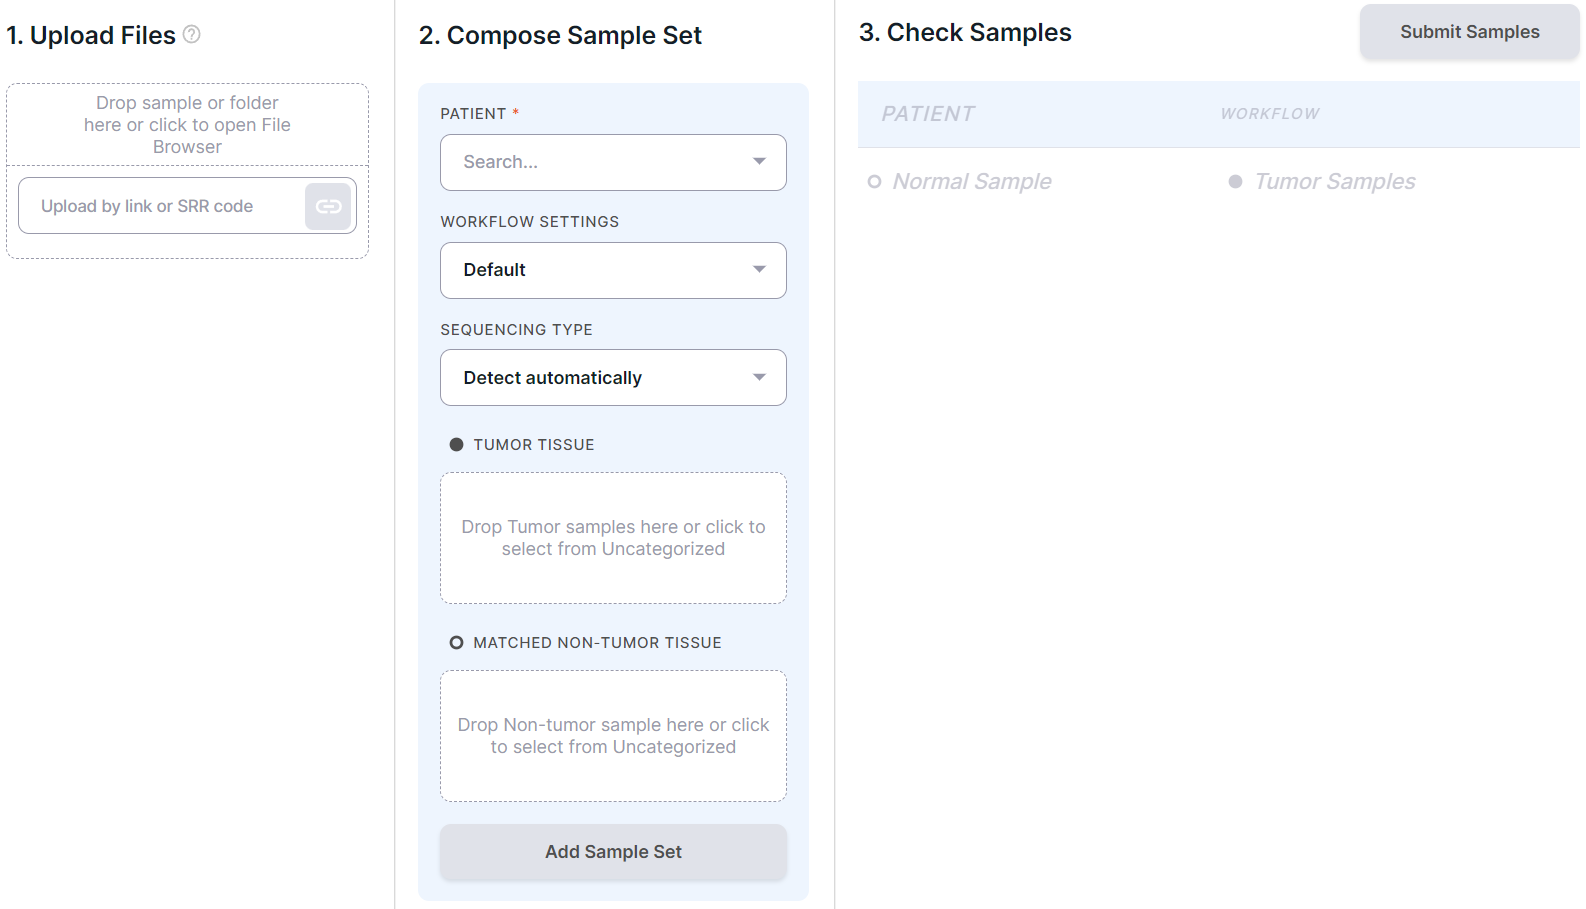 1. Upload Files
Drop sample or folder
here or click to open File
Browser
Upload by link or SRR code
2. Compose Sample Set
PATIENT *
Search...
WORKFLOW SETTINGS
Default
SEQUENCING TYPE
Detect automatically
TUMOR TISSUE
Drop Tumor samples here or click to
select from Uncategorized
MATCHED NON-TUMOR TISSUE
Drop Non-tumor sample here or click
to select from Uncategorized
Add Sample Set
3. Check Samples
Submit Samples
PATIENT
WORKFLOW
Normal Sample
Tumor Samples